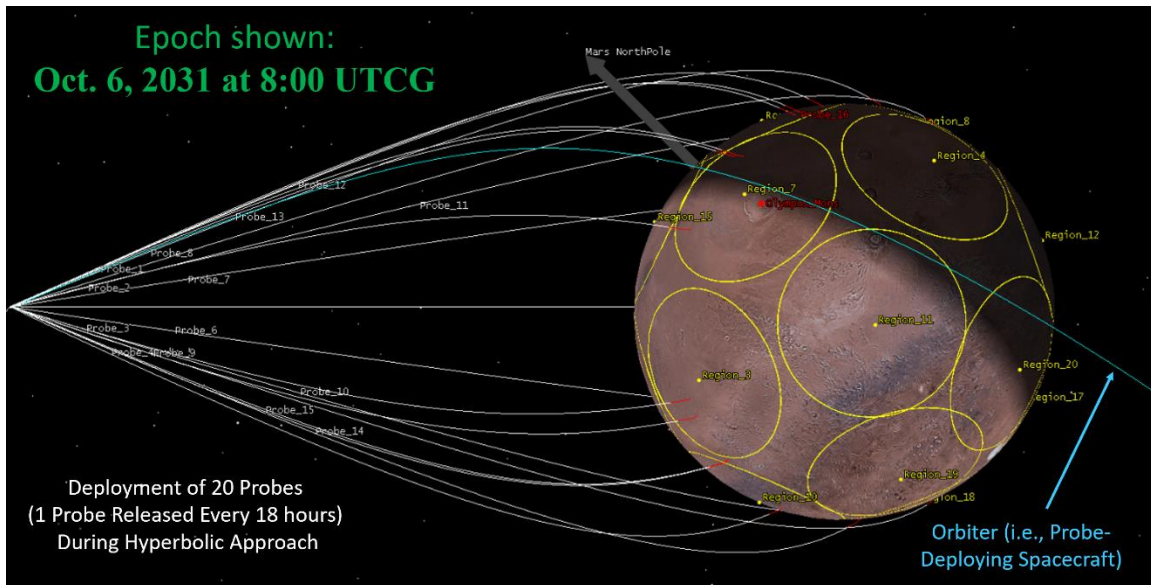 Epoch shown:
Oct. 6, 2031 at 8:00 UTCG
Mars NorthPole
Probe_16
Region_8
Region_4
Probe_12
Region_7
Olympus_Mons
Probe_11
Probe_13
Region_15
Region_12
Probe_8
Probe_1
Probe_7
Probe_2
Probe_3
Probe_6
Region_11
Probe_9
Region_20
Region_3
Probe_10
Region_17
Probe_15
Probe_14
Region_19
Region_18
Deployment of 20 Probes
(1 Probe Released Every 18 hours)
During Hyperbolic Approach
Orbiter (i.e., Probe-
Deploying Spacecraft)